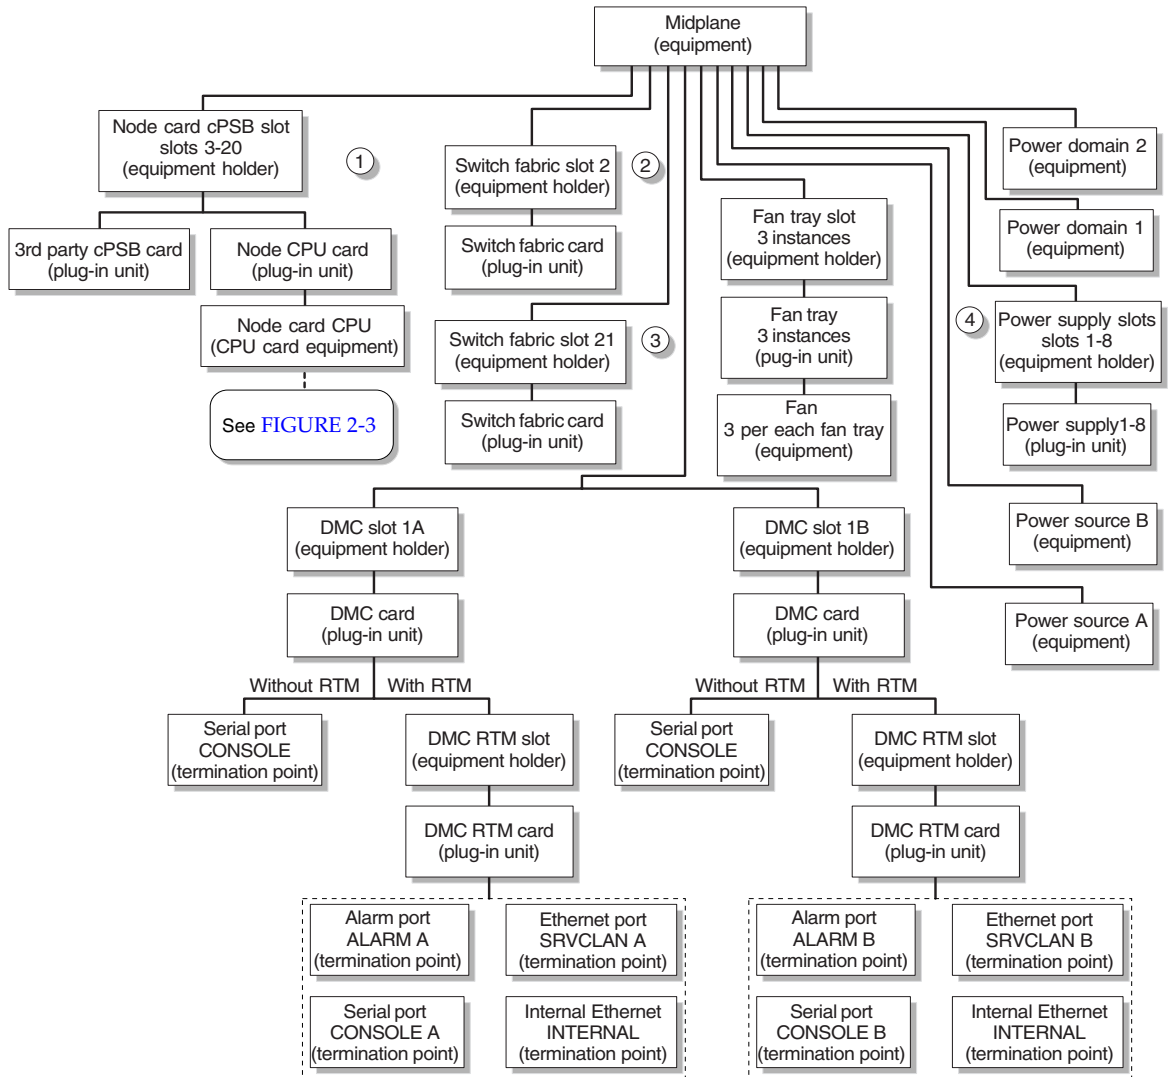 Midplane
(equipment)
Node card cPSB slot
slots 3-20
(equipment holder)
1
3rd party cPSB card
(plug-in unit)
Node CPU card
(plug-in unit)
Node card CPU
(CPU card equipment)
See FIGURE 2-3
Switch fabric slot 2
(equipment holder)
2
Switch fabric card
(plug-in unit)
Switch fabric slot 21
(equipment holder)
3
Switch fabric card
(plug-in unit)
Fan tray slot
3 instances
(equipment holder)
Fan tray
3 instances
(pug-in unit)
Fan
3 per each fan tray
(equipment)
Power domain 2
(equipment)
Power domain 1
(equipment)
4
Power supply slots
slots 1-8
(equipment holder)
Power supply1-8
(plug-in unit)
Power source B
(equipment)
Power source A
(equipment)
DMC slot 1A
(equipment holder)
DMC card
(plug-in unit)
Without RTM
With RTM
Serial port
CONSOLE
(termination point)
DMC RTM slot
(equipment holder)
DMC RTM card
(plug-in unit)
Alarm port
ALARM A
(termination point)
Ethernet port
SRVCLAN A
(termination point)
Serial port
CONSOLE A
(termination point)
Internal Ethernet
INTERNAL
(termination point)
DMC slot 1B
(equipment holder)
DMC card
(plug-in unit)
Without RTM
With RTM
Serial port
CONSOLE
(termination point)
DMC RTM slot
(equipment holder)
DMC RTM card
(plug-in unit)
Alarm port
ALARM B
(termination point)
Ethernet port
SRVCLAN B
(termination point)
Serial port
CONSOLE B
(termination point)
Internal Ethernet
INTERNAL
(termination point)